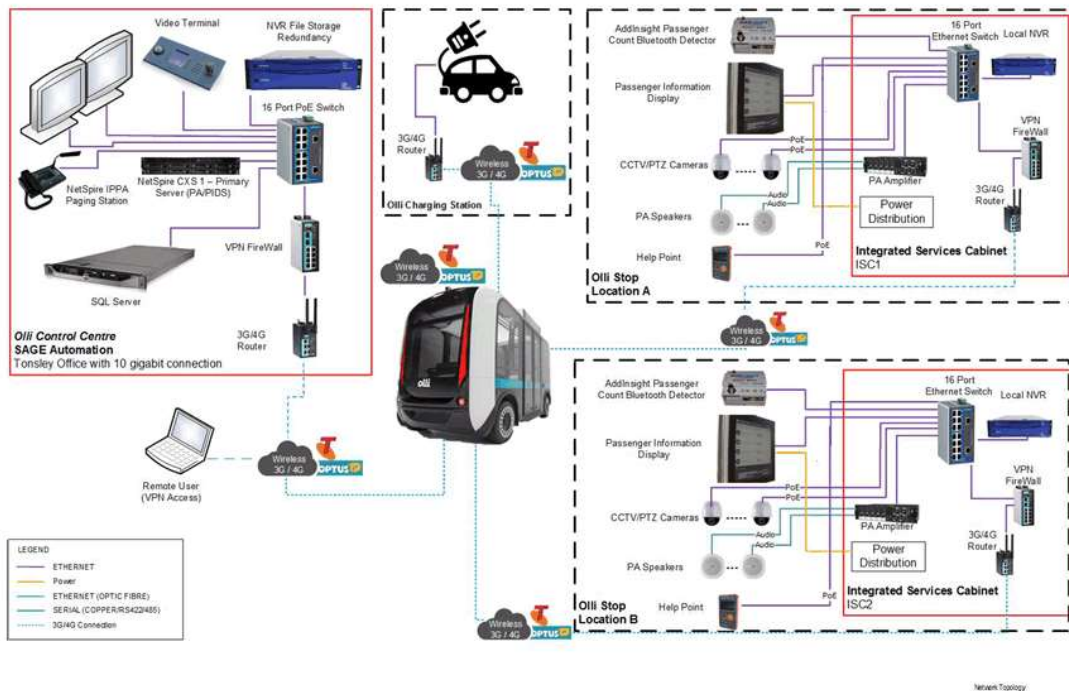 Video Terminal
NVR File Storage
Redundancy
16 Port PoE Switch
NetSpire IPPA
Paging Station
NetSpire CXS 1 – Primary
Server (PA/PIDS)
VPN FireWall
SQL Server
3G/4G
Router
Olli Control Centre
SAGE Automation
Tonsley Office with 10 gigabit connection
3G/4G
Router
Wireless
3G / 4G
OPTUS
Olli Charging Station
Wireless
3G / 4G
OPTUS
olli
AddInsight Passenger
Count Bluetooth Detector
16 Port
Ethernet Switch
Local NVR
Passenger Information
Display
VPN
FireWall
PoE
PoE
CCTV/PTZ Cameras
PA Amplifier
3G/4G
Router
Audio
Audio
PA Speakers
Power
Distribution
PoE
Help Point
Integrated Services Cabinet
ISC1
Olli Stop
Location A
Wireless
3G / 4G
OPTUS
AddInsight Passenger
Count Bluetooth Detector
16 Port
Ethernet Switch
Local NVR
Passenger Information
Display
VPN
FireWall
PoE
PoE
CCTV/PTZ Cameras
PA Amplifier
3G/4G
Router
Audio
Audio
PA Speakers
Power
Distribution
PoE
Help Point
Integrated Services Cabinet
ISC2
Olli Stop
Location B
Remote User
(VPN Access)
Wireless
3G / 4G
OPTUS
Wireless
3G / 4G
OPTUS
LEGEND
ETHERNET
Power
ETHERNET (OPTIC FIBRE)
SERIAL (COPPER/RS422/485)
3G/4G Connection
Network Topology